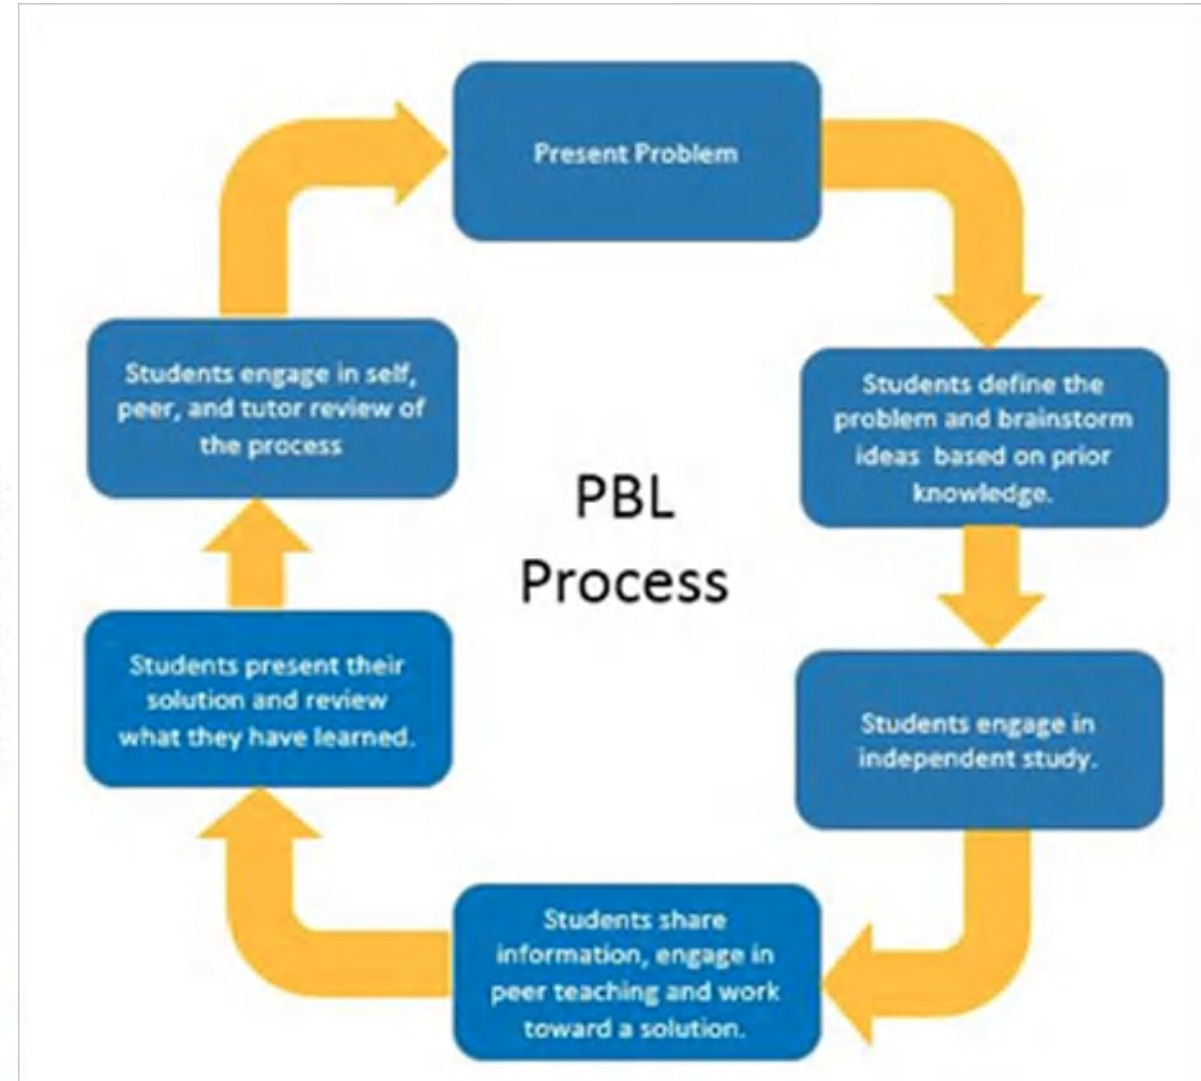 Present Problem
Students define the
problem and brainstorm
ideas based on prior
knowledge.
Students engage in
independent study.
Students share
information, engage in
peer teaching and work
toward a solution.
Students present their
solution and review
what they have learned.
Students engage in self,
peer, and tutor review of
the process
PBL
Process